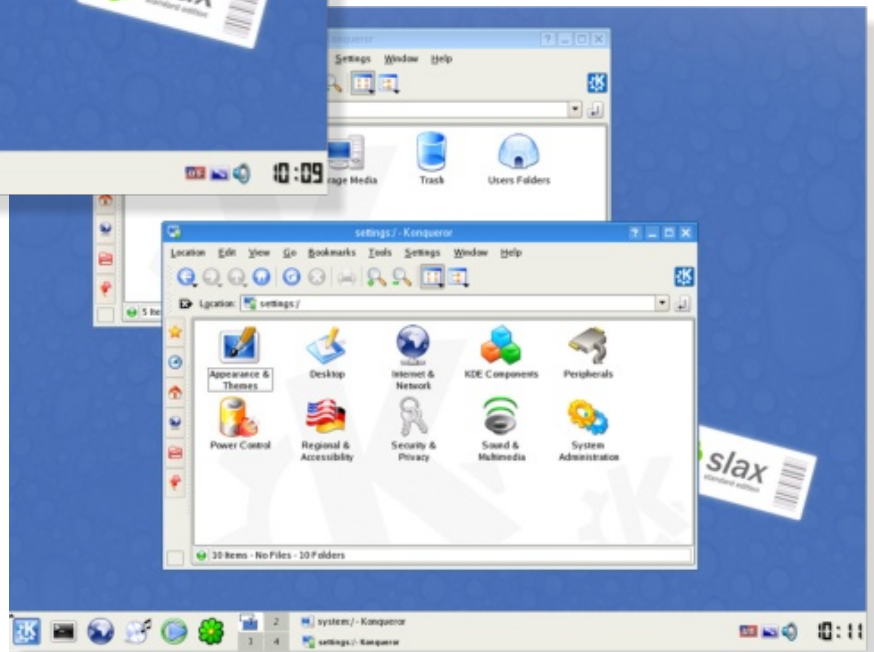 slax
standard edition
Konqueror
Settings Window Help
10:09
rage Media Trash Users Folders
settings:/ - Konqueror
Location Edit View Go Bookmarks Tools Settings Window Help
Location: settings:/
5 Ite
Appearance & Themes
Desktop
Internet & Network
KDE Components
Peripherals
Power Control
Regional & Accessibility
Security & Privacy
Sound & Multimedia
System Administration
10 Items - No Files - 10 Folders
slax
standard edition
2
1 4
system:/ - Konqueror
settings:/ - Konqueror
10:11